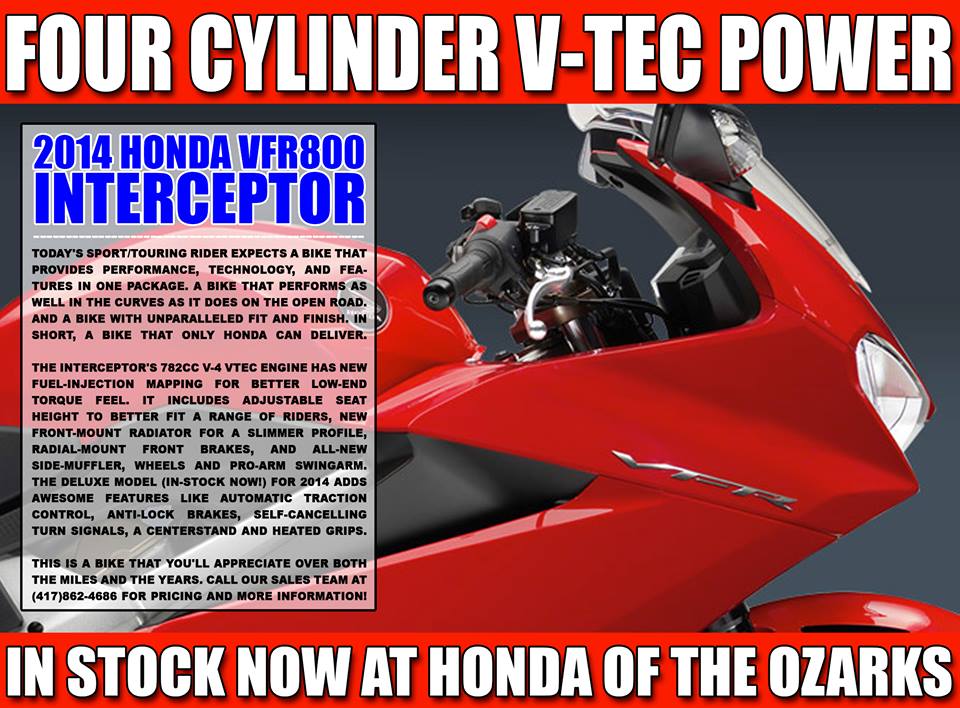 FOUR CYLINDER V-TEC POWER
2014 HONDA VFR800
INTERCEPTOR
TODAY'S SPORT/TOURING RIDER EXPECTS A BIKE THAT
PROVIDES PERFORMANCE, TECHNOLOGY, AND FEA-
TURES IN ONE PACKAGE. A BIKE THAT PERFORMS AS
WELL IN THE CURVES AS IT DOES ON THE OPEN ROAD.
AND A BIKE WITH UNPARALLELED FIT AND FINISH. IN
SHORT, A BIKE THAT ONLY HONDA CAN DELIVER.
THE INTERCEPTOR'S 782CC V-4 VTEC ENGINE HAS NEW
FUEL-INJECTION MAPPING FOR BETTER LOW-END
TORQUE FEEL. IT INCLUDES ADJUSTABLE SEAT
HEIGHT TO BETTER FIT A RANGE OF RIDERS, NEW
FRONT-MOUNT RADIATOR FOR A SLIMMER PROFILE,
RADIAL-MOUNT FRONT BRAKES, AND ALL-NEW
SIDE-MUFFLER, WHEELS AND PRO-ARM SWINGARM.
THE DELUXE MODEL (IN-STOCK NOW!) FOR 2014 ADDS
AWESOME FEATURES LIKE AUTOMATIC TRACTION
CONTROL, ANTI-LOCK BRAKES, SELF-CANCELLING
TURN SIGNALS, A CENTERSTAND AND HEATED GRIPS.
THIS IS A BIKE THAT YOU'LL APPRECIATE OVER BOTH
THE MILES AND THE YEARS. CALL OUR SALES TEAM AT
(417)862-4686 FOR PRICING AND MORE INFORMATION!
VFR
IN STOCK NOW AT HONDA OF THE OZARKS